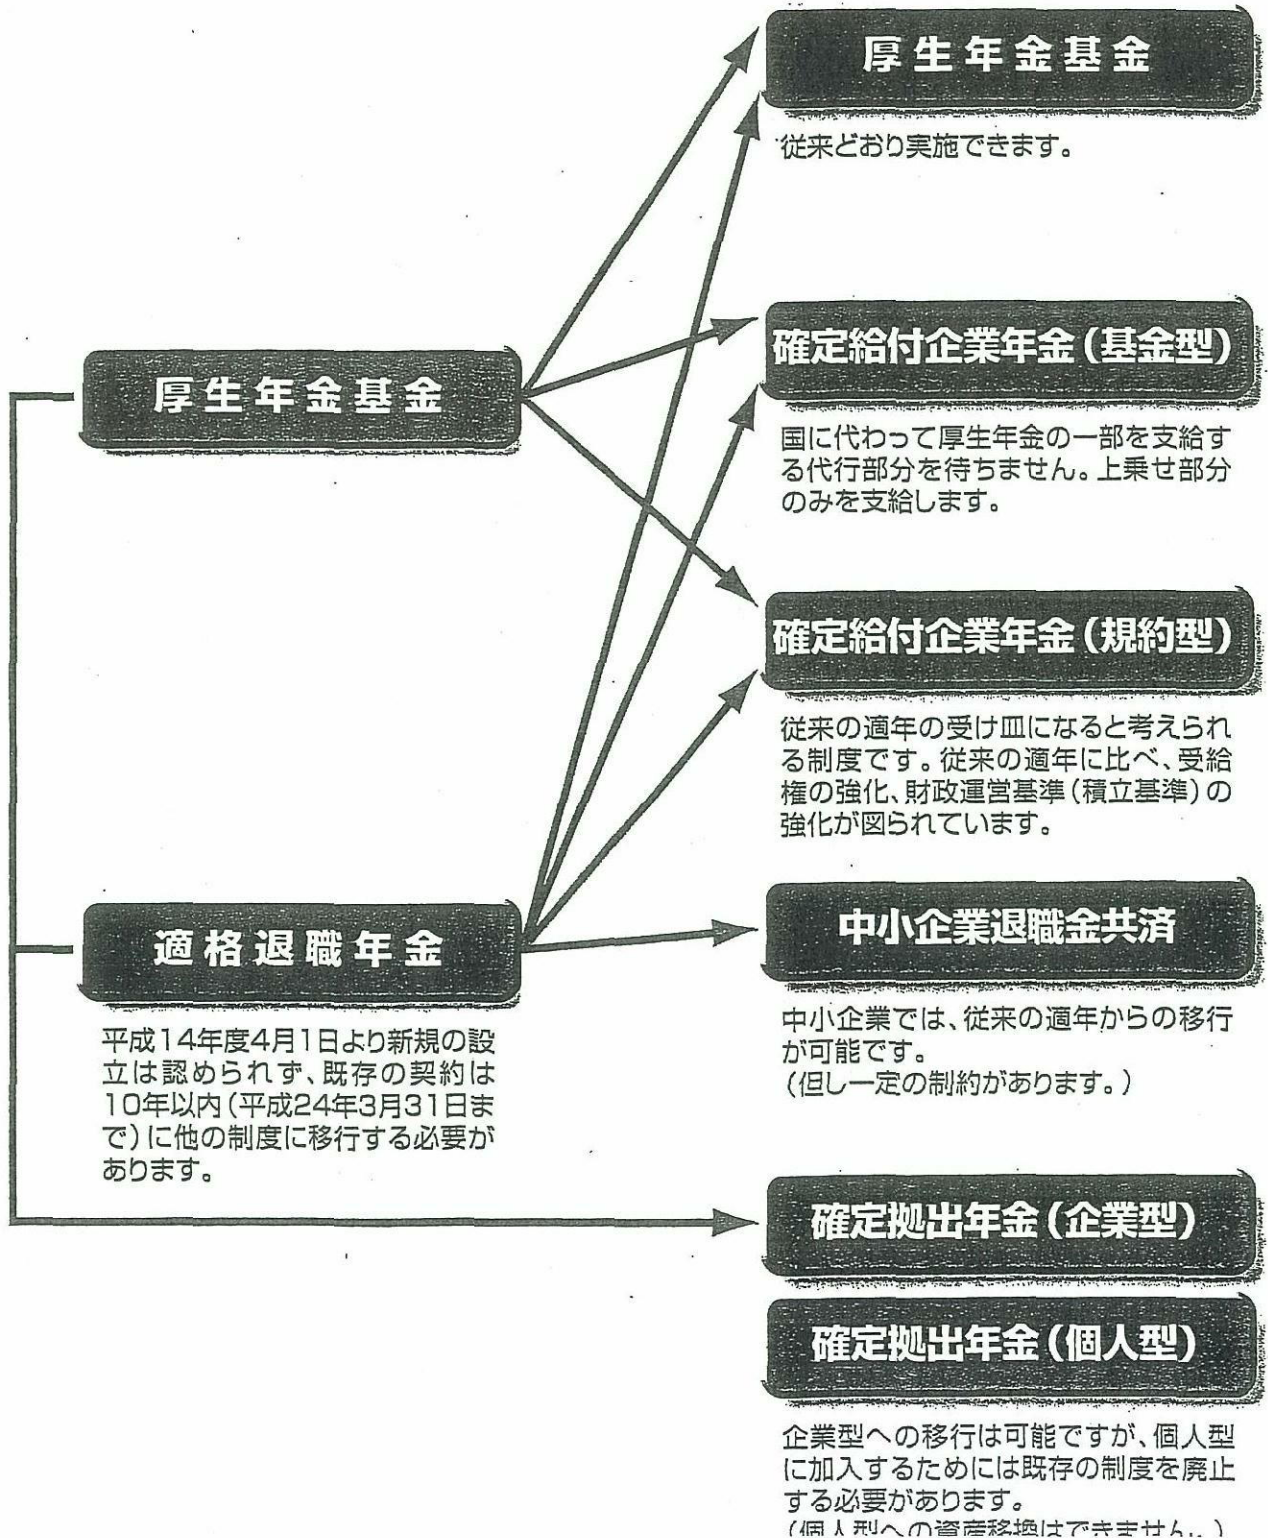 厚生年金基金
従来どおり実施できます。
確定給付企業年金(基金型)
国に代わって厚生年金の一部を支給す
る代行部分を待ちません。上乗せ部分
のみを支給します。
厚生年金基金
確定給付企業年金(規約型)
従来の適年の受け皿になると考えられ
る制度です。従来の適年に比べ、受給
権の強化、財政運営基準(積立基準)の
強化が図られています。
適格退職年金
平成14年度4月1日より新規の設
立は認められず、既存の契約は
10年以内(平成24年3月31日ま
で)に他の制度に移行する必要が
あります。
中小企業退職金共済
中小企業では、従来の適年からの移行
が可能です。
(但し一定の制約があります。)
確定拠出年金(企業型)
確定拠出年金(個人型)
企業型への移行は可能ですが、個人型
に加入するためには既存の制度を廃止
する必要があります。
(個人型への資産移換はできません。)